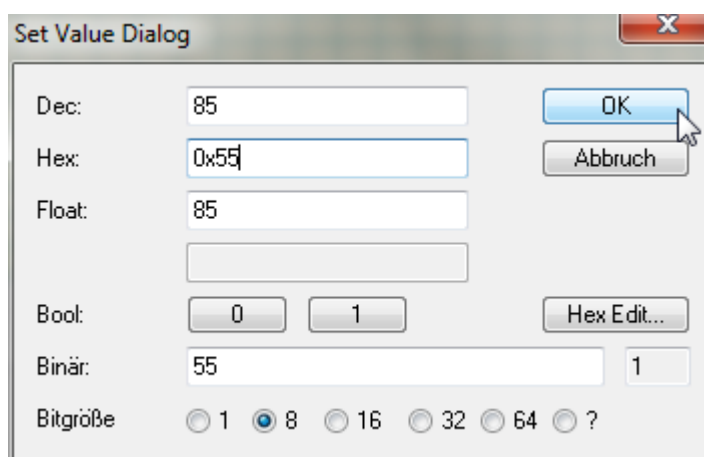 Set Value Dialog
Dec: 85 OK
Hex: 0x55 Abbruch
Float: 85
Bool: 0 1 Hex Edit...
Binär: 55 1
Bitgröße 1 8 16 32 64 ?